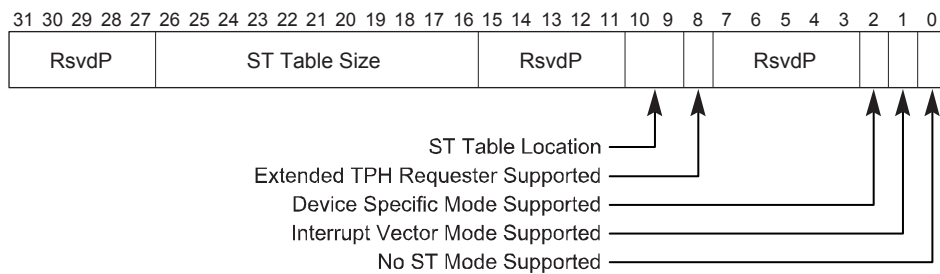 31 30 29 28 27 26 25 24 23 22 21 20 19 18 17 16 15 14 13 12 11 10 9 8 7 6 5 4 3 2 1 0
RsvdP ST Table Size RsvdP RsvdP
ST Table Location
Extended TPH Requester Supported
Device Specific Mode Supported
Interrupt Vector Mode Supported
No ST Mode Supported